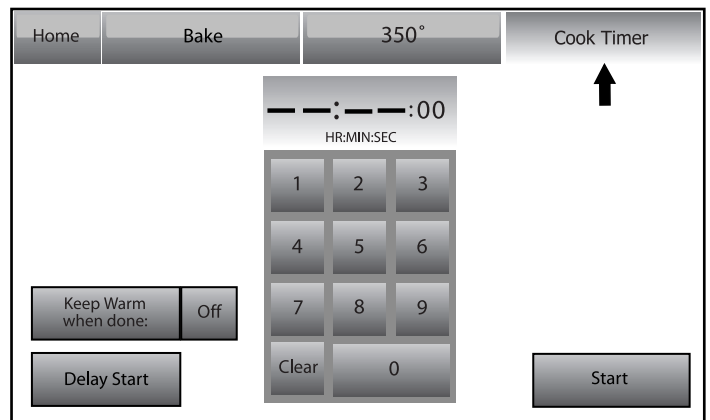 Home Bake 350° Cook Timer
– –:– –:00
HR:MIN:SEC
1 2 3
4 5 6
7 8 9
Keep Warm
when done: Off
Clear 0
Delay Start
Start